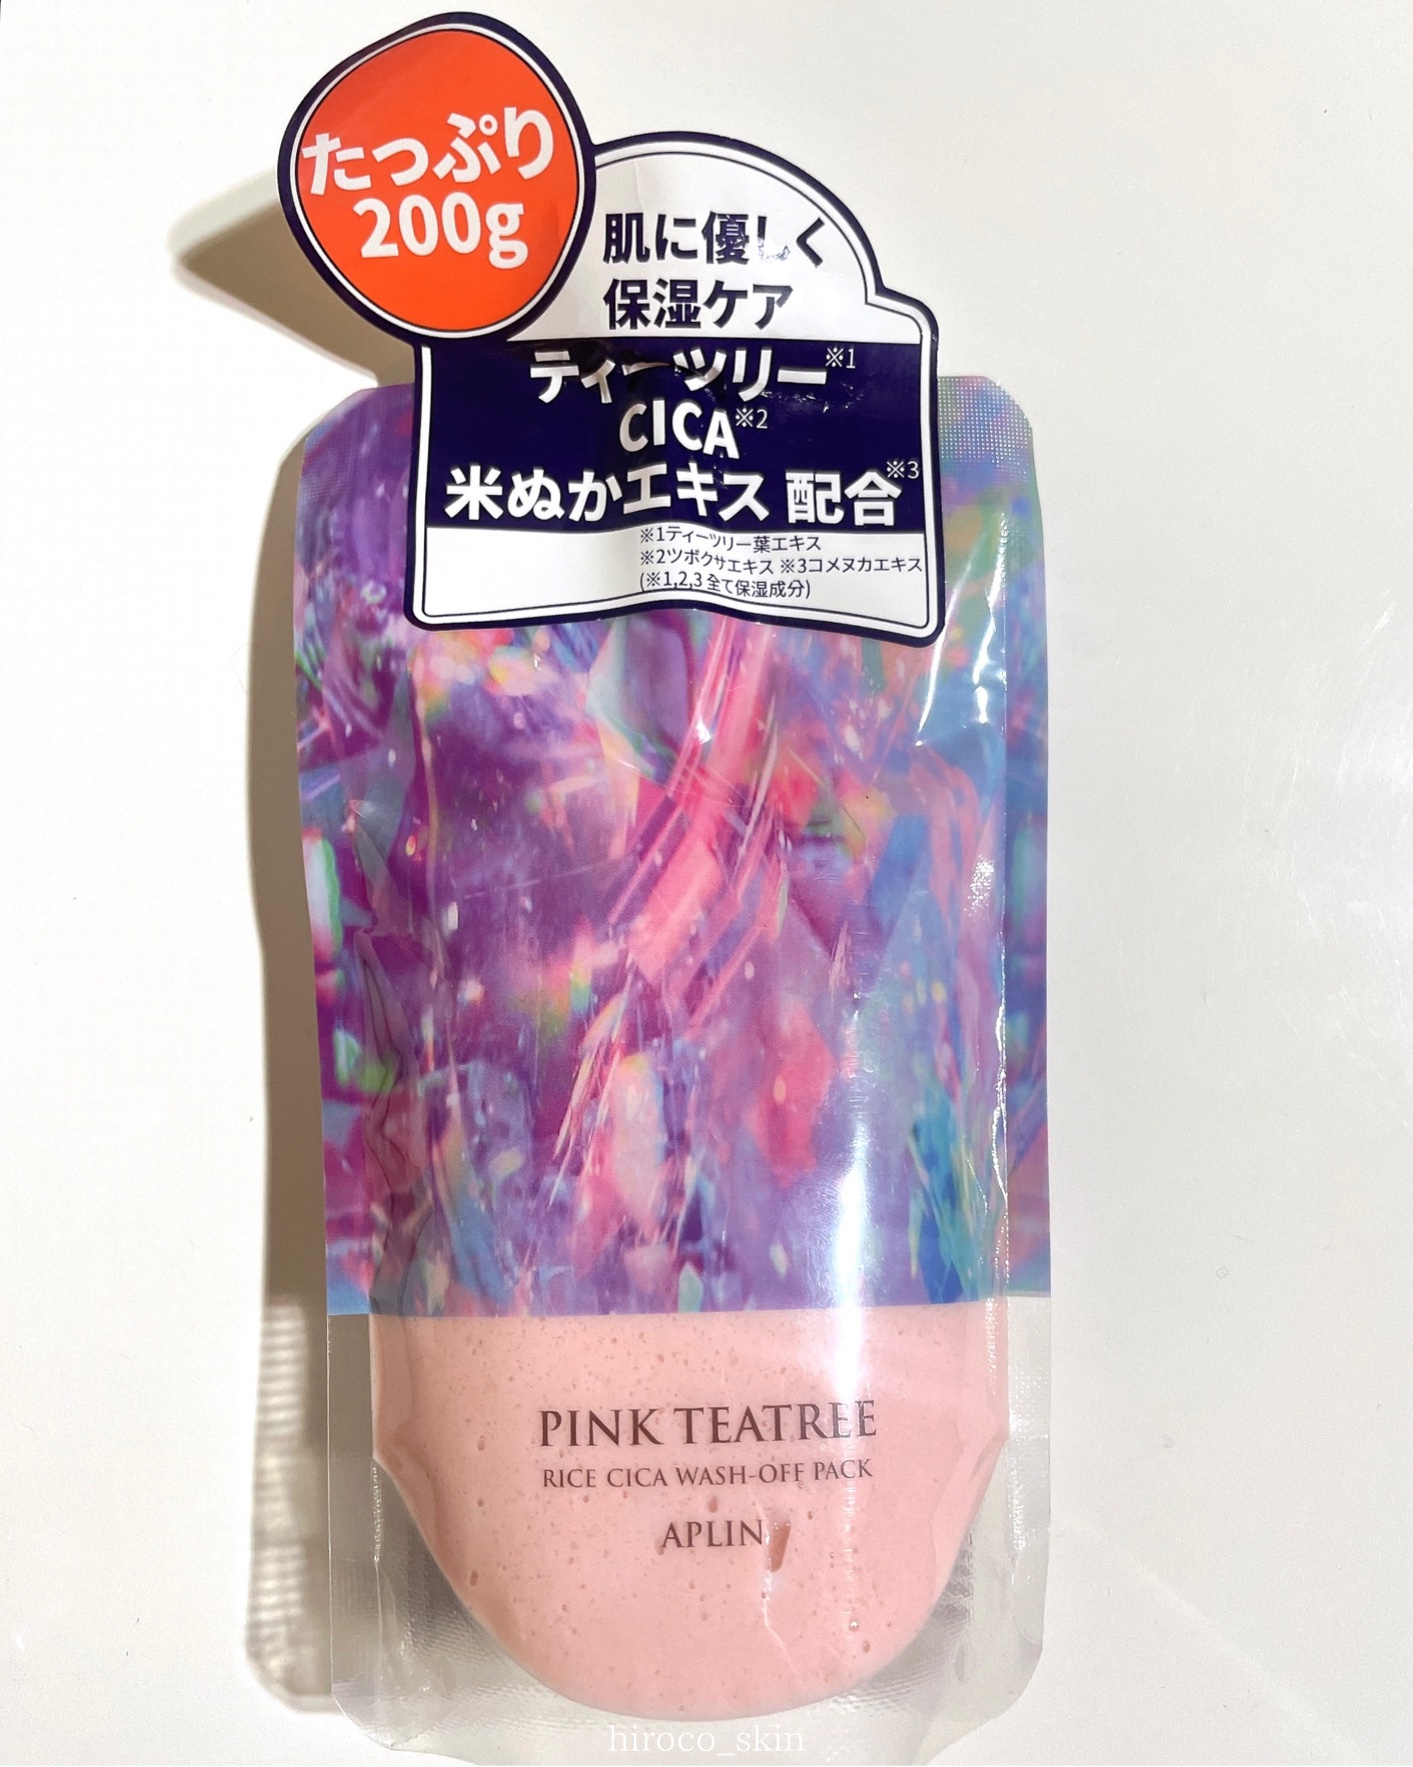 たっぷり
200g
肌に優しく
保湿ケア
ティーツリー※1
CICA※2
米ぬかエキス 配合※3
※1ティーツリー葉エキス
※2ツボクサエキス ※3コメヌカエキス
(※1,2,3 全て保湿成分)
PINK TEATREE
RICE CICA WASH-OFF PACK
APLIN
hiroco_skin